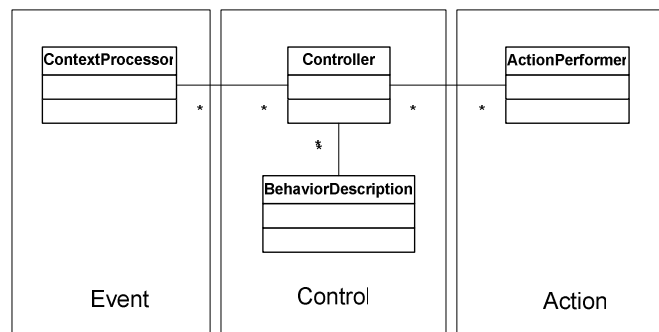 ContextProcessor
Controller
ActionPerformer
* * * *
* *
BehaviorDescription
Event
Control
Action